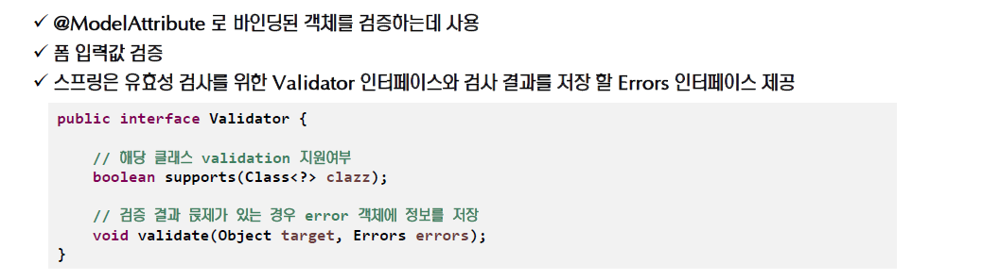 ✓ @ModelAttribute 로 바인딩된 객체를 검증하는데 사용
✓ 폼 입력값 검증
✓ 스프링은 유효성 검사를 위한 Validator 인터페이스와 검사 결과를 저장 할 Errors 인터페이스 제공
public interface Validator {
// 해당 클래스 validation 지원여부
boolean supports(Class<?> clazz);
// 검증 결과 묹제가 있는 경우 error 객체에 정보를 저장
void validate(Object target, Errors errors);
}